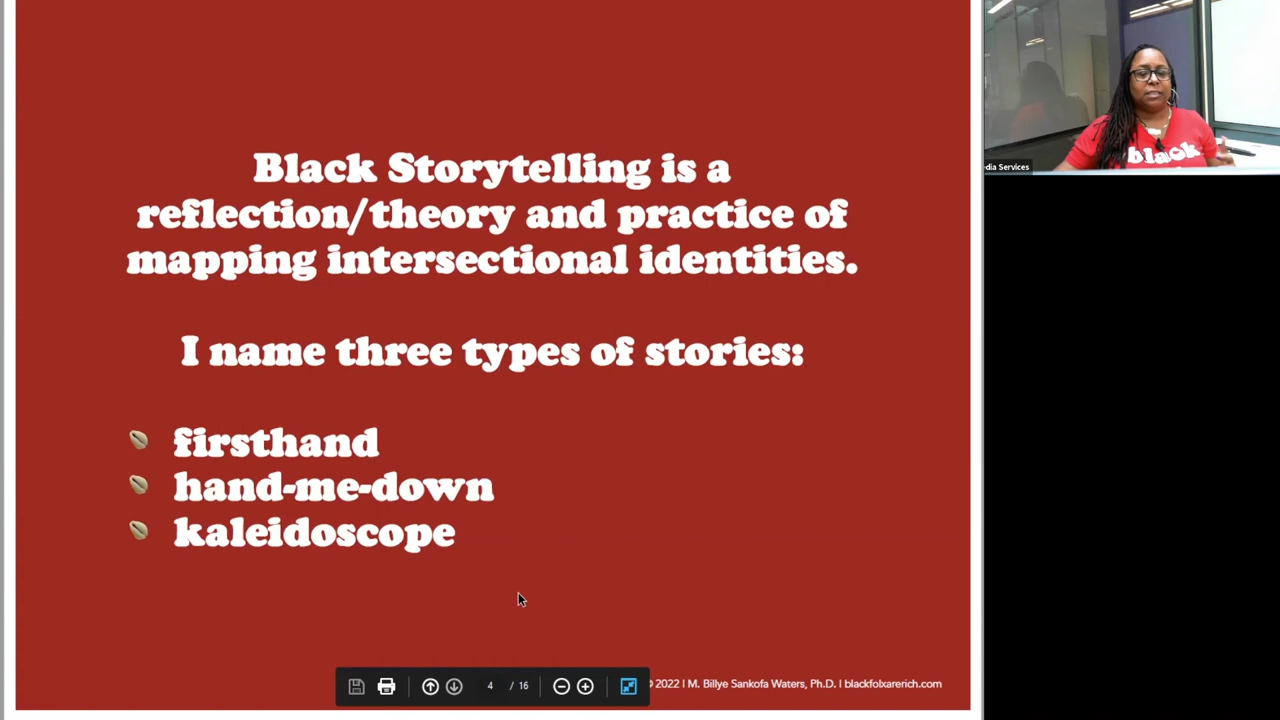 Black Storytelling is a
reflection/theory and practice of
mapping intersectional identities.
I name three types of stories:
firsthand
hand-me-down
kaleidoscope
4 / 16
© 2022 I M. Billye Sankofa Waters, Ph.D. I blackfolxarerich.com
dia Services
black